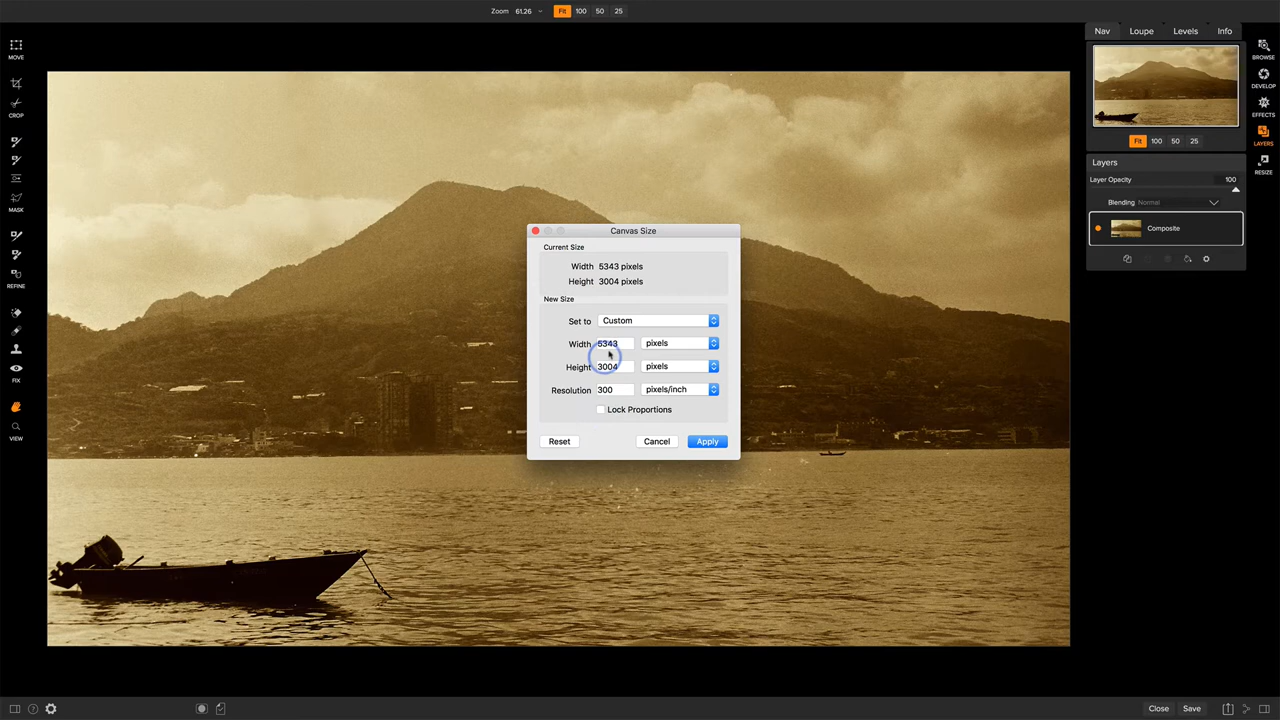 Zoom 61.26 Fit 100 50 25
MOVE
CROP
MASK
REFINE
FIX
VIEW
Canvas Size
Current Size
Width 5343 pixels
Height 3004 pixels
New Size
Set to Custom
Width 5343 pixels
Height 3004 pixels
Resolution 300 pixels/inch
Lock Proportions
Reset Cancel Apply
Nav Loupe Levels Info
Fit 100 50 25
Layers
Layer Opacity 100
Blending Normal
Composite
BROWSE
DEVELOP
EFFECTS
LAYERS
RESIZE
? Close Save